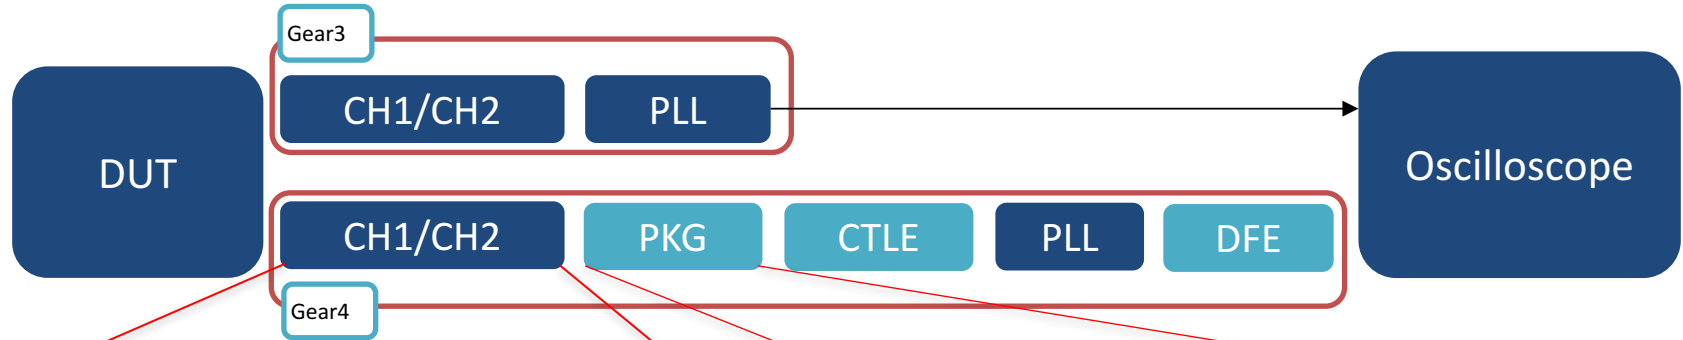 Gear3
CH1/CH2 PLL
DUT
Oscilloscope
CH1/CH2 PKG CTLE PLL DFE
Gear4